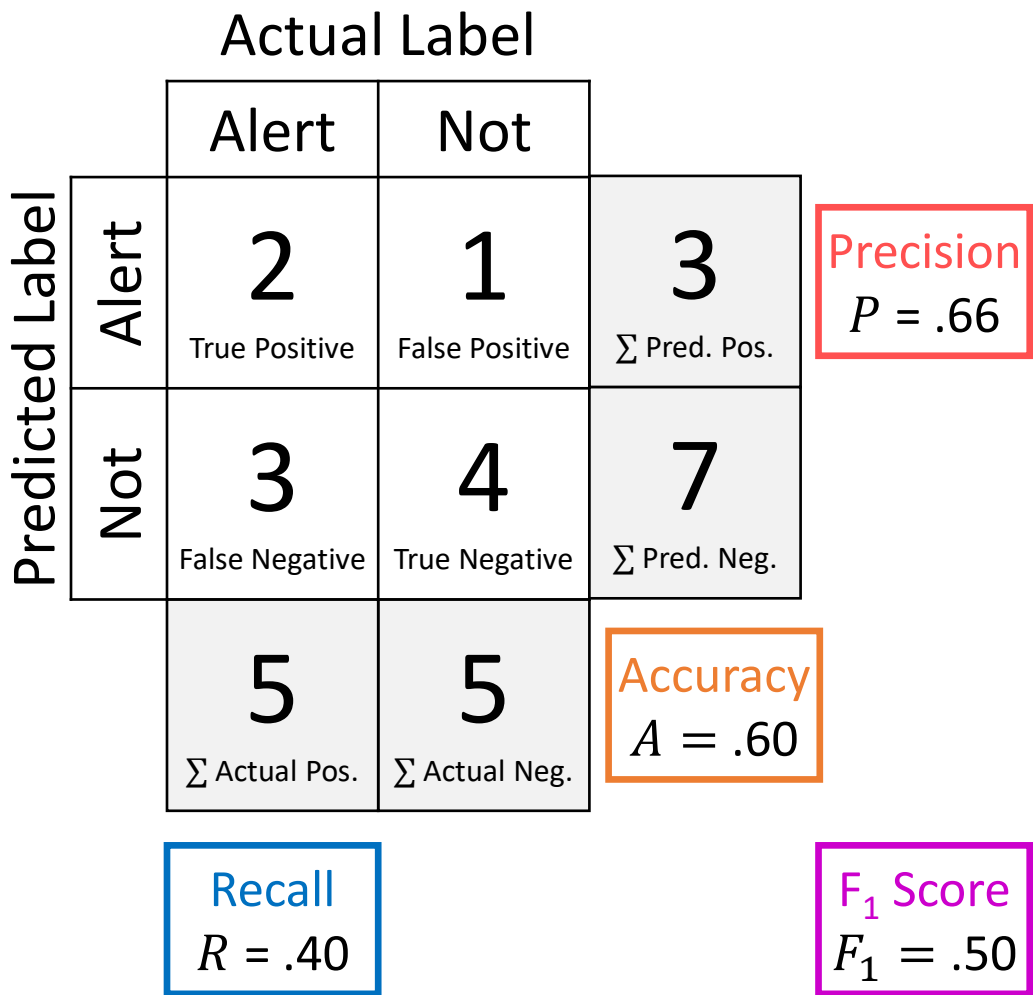 Actual Label
Alert
Not
Predicted Label
Alert
2
True Positive
1
False Positive
3
∑ Pred. Pos.
Precision
P = .66
Not
3
False Negative
4
True Negative
7
∑ Pred. Neg.
5
∑ Actual Pos.
5
∑ Actual Neg.
Accuracy
A = .60
Recall
R = .40
F₁ Score
F₁ = .50